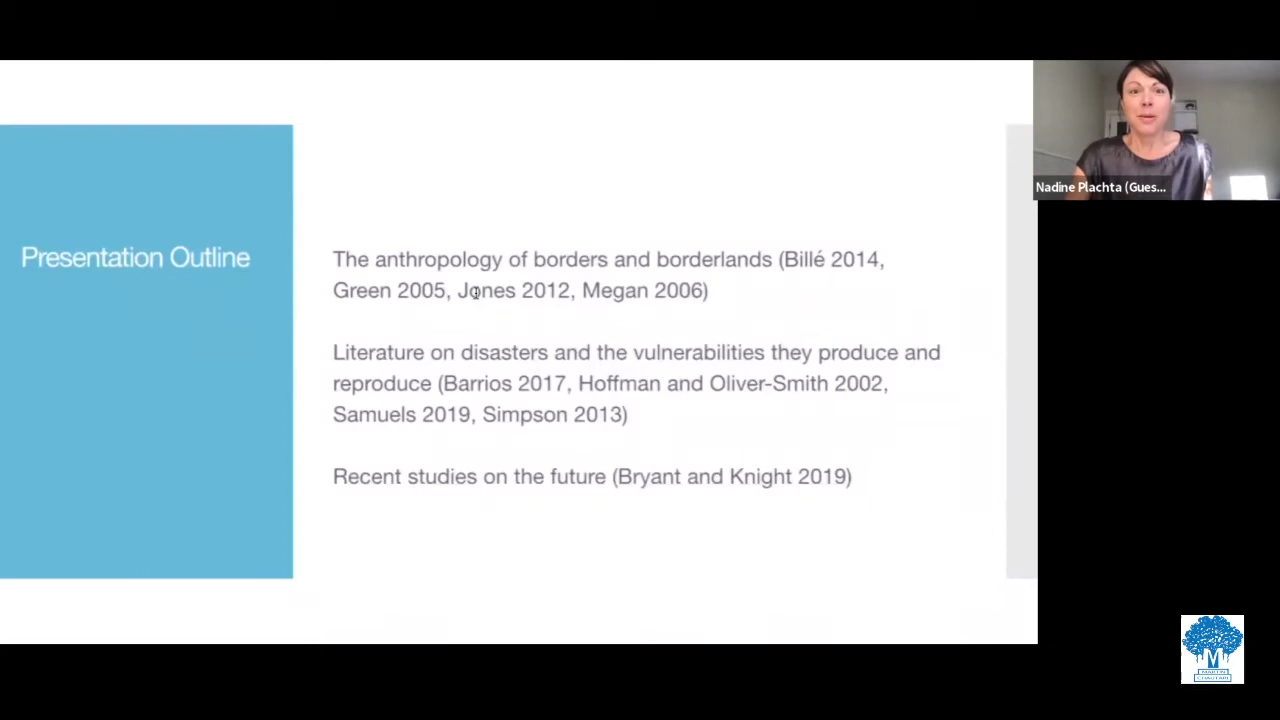 Presentation Outline
The anthropology of borders and borderlands (Billé 2014,
Green 2005, Jones 2012, Megan 2006)
Literature on disasters and the vulnerabilities they produce and
reproduce (Barrios 2017, Hoffman and Oliver-Smith 2002,
Samuels 2019, Simpson 2013)
Recent studies on the future (Bryant and Knight 2019)
Nadine Plachta (Gues...
M
MARTIN
CHAUTARI